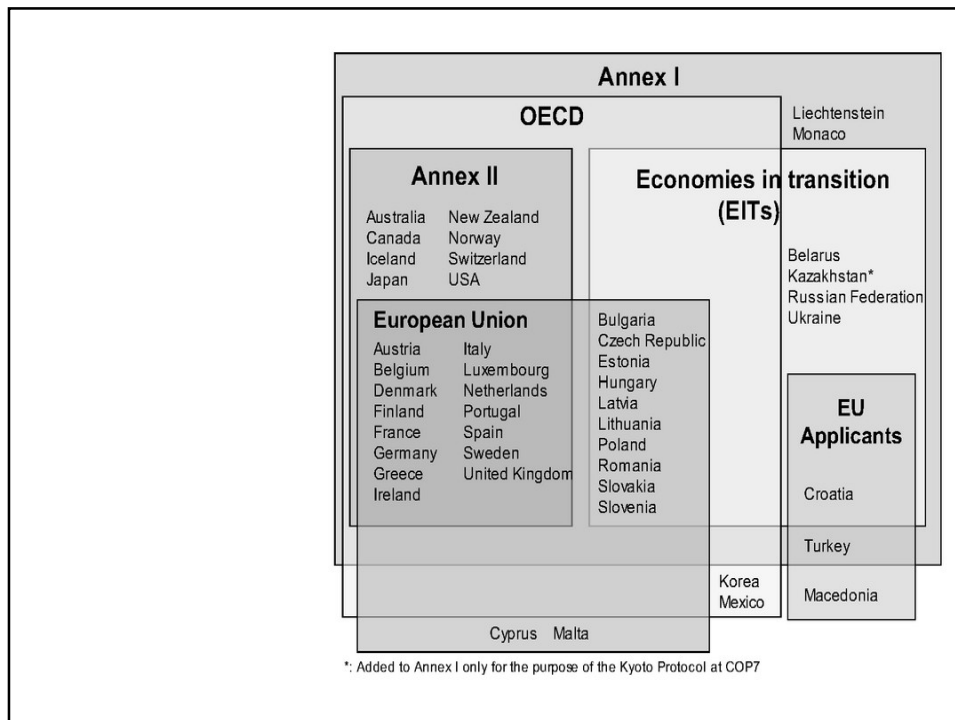 Annex I
OECD
Liechtenstein
Monaco
Annex II
Australia New Zealand
Canada Norway
Iceland Switzerland
Japan USA
Economies in transition
(EITs)
Belarus
Kazakhstan*
Russian Federation
Ukraine
European Union
Austria Italy
Belgium Luxembourg
Denmark Netherlands
Finland Portugal
France Spain
Germany Sweden
Greece United Kingdom
Ireland
Bulgaria
Czech Republic
Estonia
Hungary
Latvia
Lithuania
Poland
Romania
Slovakia
Slovenia
EU
Applicants
Croatia
Turkey
Macedonia
Korea
Mexico
Cyprus Malta
*: Added to Annex I only for the purpose of the Kyoto Protocol at COP7